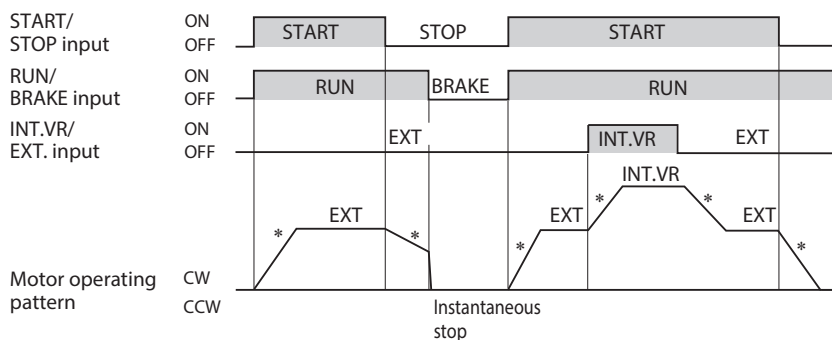 START/
STOP input
ON
OFF
START
STOP
START
RUN/
BRAKE input
ON
OFF
RUN
BRAKE
RUN
INT.VR/
EXT. input
ON
OFF
EXT
INT.VR
EXT
INT.VR
*
EXT
*
*
EXT
*
*
EXT
*
Motor operating
pattern
CW
CCW
Instantaneous
stop